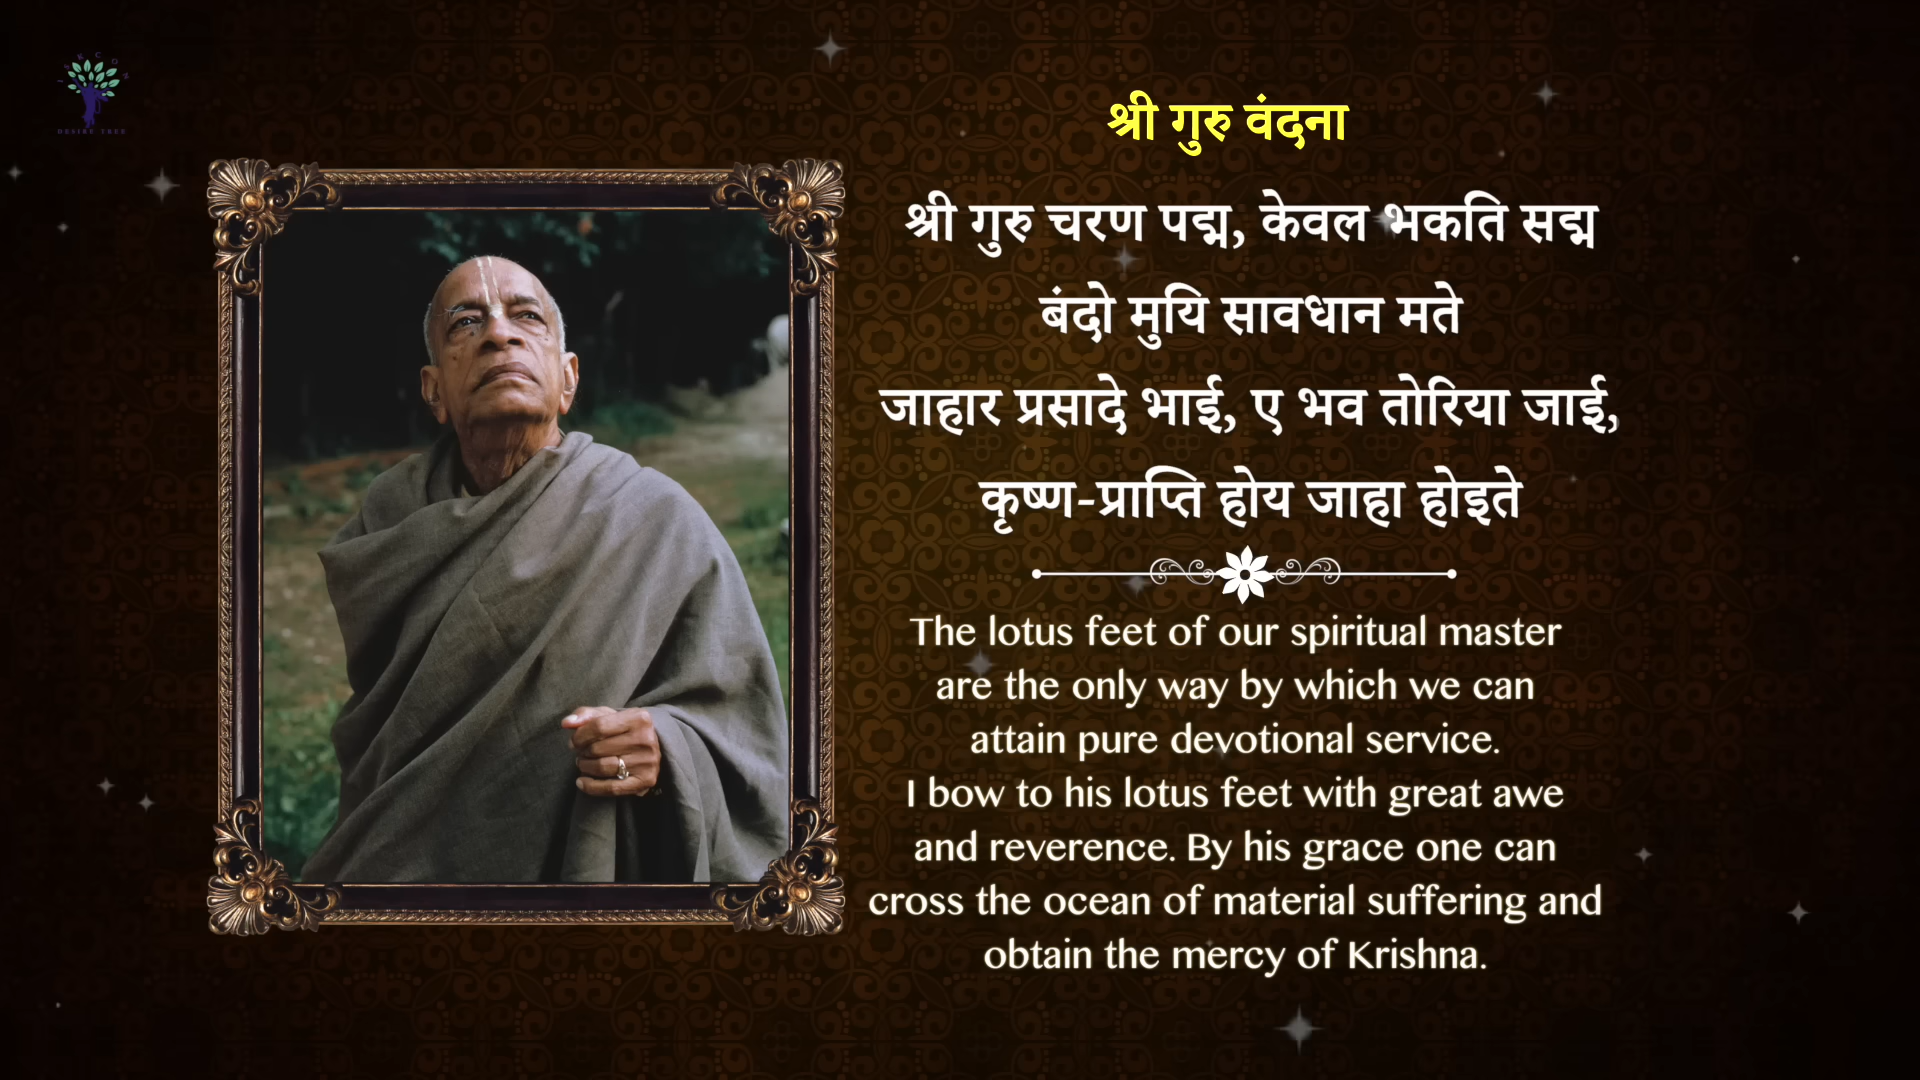 ISKCON
DESIRE TREE
श्री गुरु वंदना
श्री गुरु चरण पद्म, केवल भकति सद्म
बंदो मुयि सावधान मते
जाहार प्रसादे भाई, ए भव तोरिया जाई,
कृष्ण-प्राप्ति होय जाहा होइते
The lotus feet of our spiritual master
are the only way by which we can
attain pure devotional service.
I bow to his lotus feet with great awe
and reverence. By his grace one can
cross the ocean of material suffering and
obtain the mercy of Krishna.